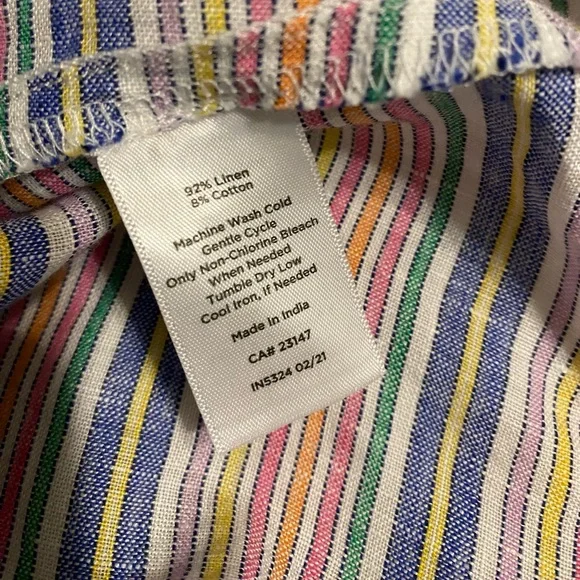 92% Linen
8% Cotton
Machine Wash Cold
Gentle Cycle
Only Non-Chlorine Bleach
When Needed
Tumble Dry Low
Cool Iron, If Needed
Made In India
CA# 23147
IN5324 02/21